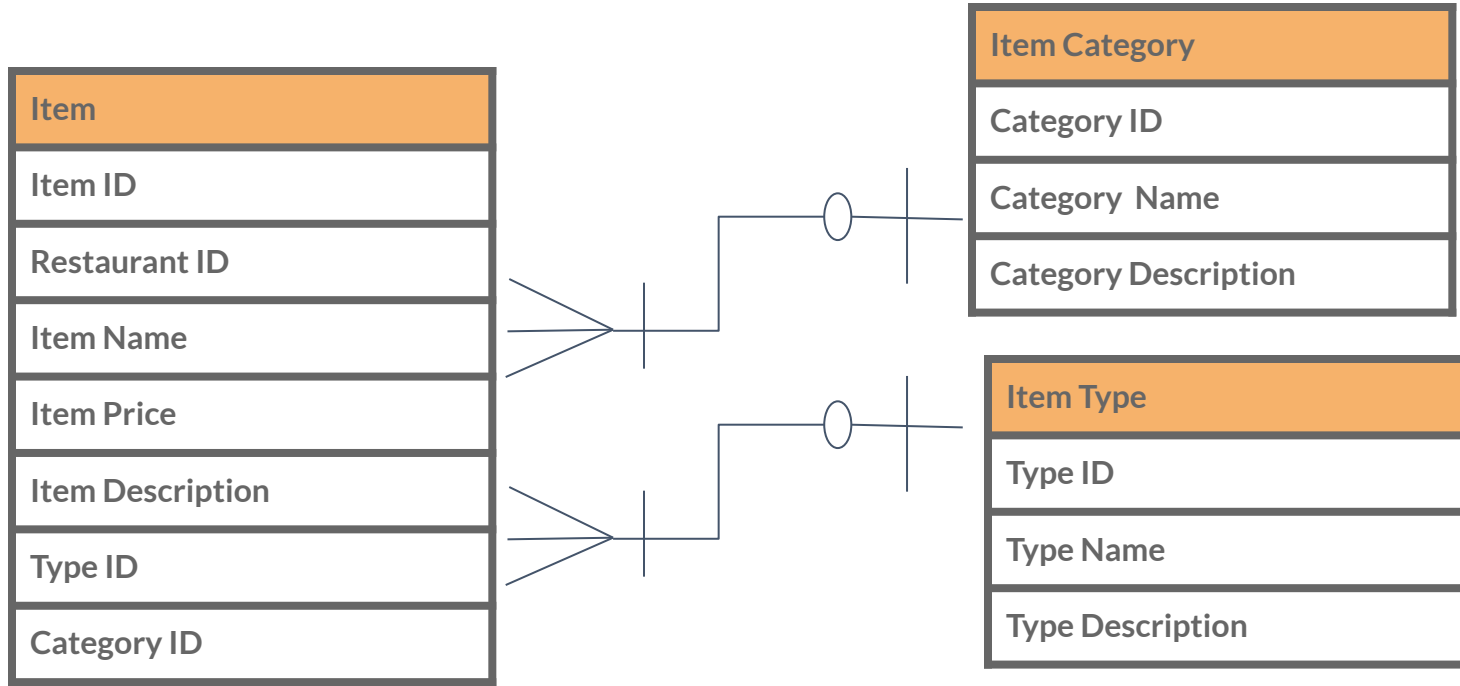 Item
Item ID
Restaurant ID
Item Name
Item Price
Item Description
Type ID
Category ID
Item Category
Category ID
Category  Name
Category Description
Item Type
Type ID
Type Name
Type Description